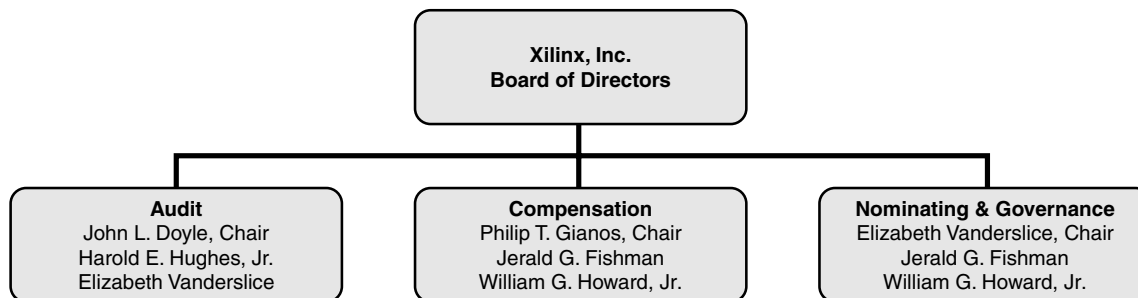 Xilinx, Inc.
Board of Directors
Audit
John L. Doyle, Chair
Harold E. Hughes, Jr.
Elizabeth Vanderslice
Compensation
Philip T. Gianos, Chair
Jerald G. Fishman
William G. Howard, Jr.
Nominating & Governance
Elizabeth Vanderslice, Chair
Jerald G. Fishman
William G. Howard, Jr.